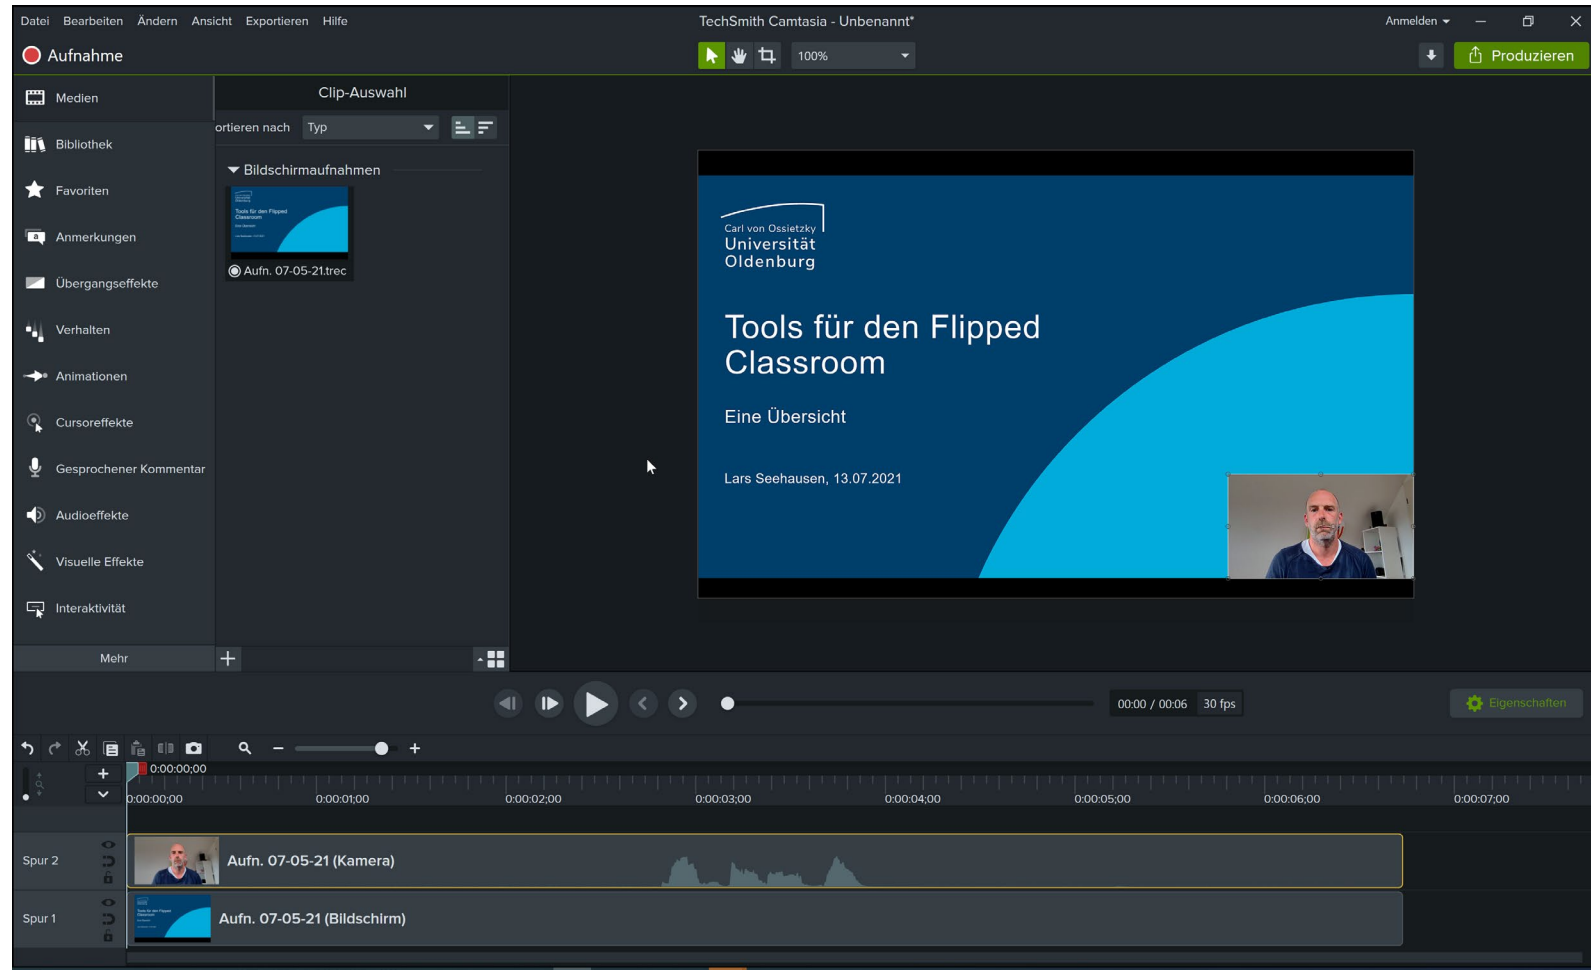 Datei Bearbeiten Ändern Ansicht Exportieren Hilfe
TechSmith Camtasia - Unbenannt*
Anmelden
Aufnahme
100%
Produzieren
Medien
Bibliothek
Favoriten
Anmerkungen
Übergangseffekte
Verhalten
Animationen
Cursoreffekte
Gesprochener Kommentar
Audioeffekte
Visuelle Effekte
Interaktivität
Mehr
Clip-Auswahl
ortieren nach Typ
Bildschirmaufnahmen
Tools für den Flipped
Classroom
Aufn. 07-05-21.trec
Carl von Ossietzky
Universität
Oldenburg
Tools für den Flipped
Classroom
Eine Übersicht
Lars Seehausen, 13.07.2021
00:00 / 00:06 30 fps
Eigenschaften
0:00:00;00
0:00:00;00 0:00:01;00 0:00:02;00 0:00:03;00 0:00:04;00 0:00:05;00 0:00:06;00 0:00:07;00
Spur 2
Aufn. 07-05-21 (Kamera)
Spur 1
Aufn. 07-05-21 (Bildschirm)